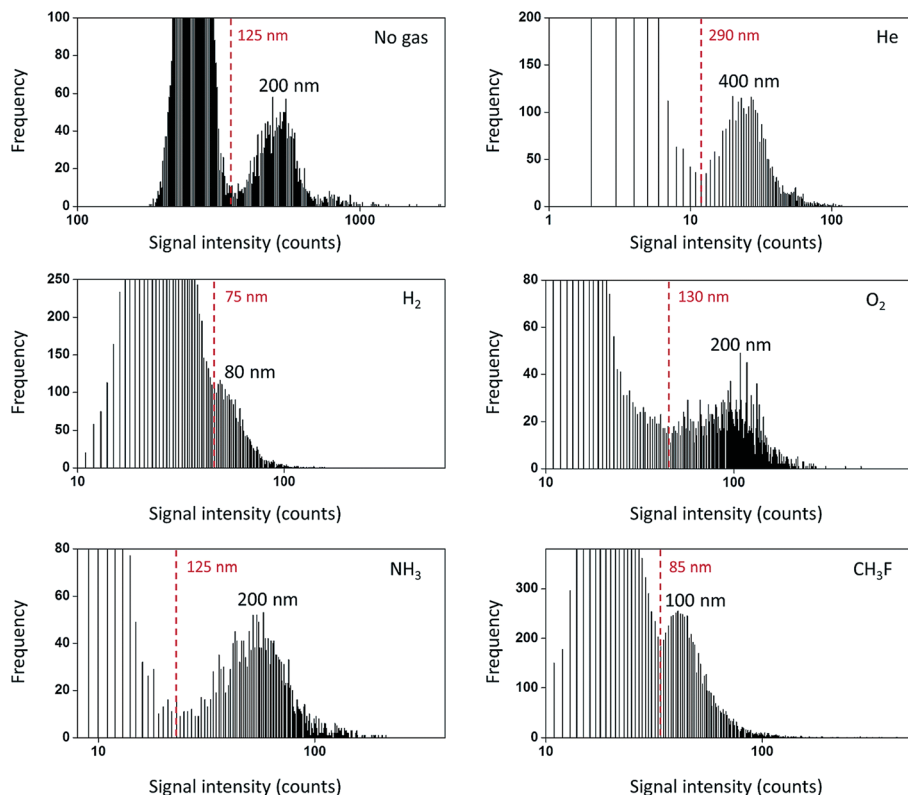 100
80
60
40
20
0
Frequency
125 nm
No gas
200 nm
100
1000
Signal intensity (counts)
200
150
100
50
0
Frequency
290 nm
He
400 nm
1
10
100
Signal intensity (counts)
250
200
150
100
50
0
Frequency
75 nm
H₂
80 nm
10
100
Signal intensity (counts)
80
60
40
20
0
Frequency
130 nm
O₂
200 nm
10
100
Signal intensity (counts)
80
60
40
20
0
Frequency
125 nm
NH₃
200 nm
10
100
Signal intensity (counts)
300
200
100
0
Frequency
85 nm
CH₃F
100 nm
10
100
Signal intensity (counts)